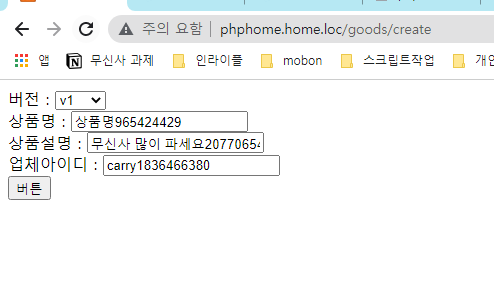 주의 요함 | phphome.home.loc/goods/create
앱 무신사 과제 인라이플 mobon 스크립트작업
버전 : v1
상품명 : 상품명965424429
상품설명 : 무신사 많이 파세요2077065
업체아이디 : carry1836466380
버튼